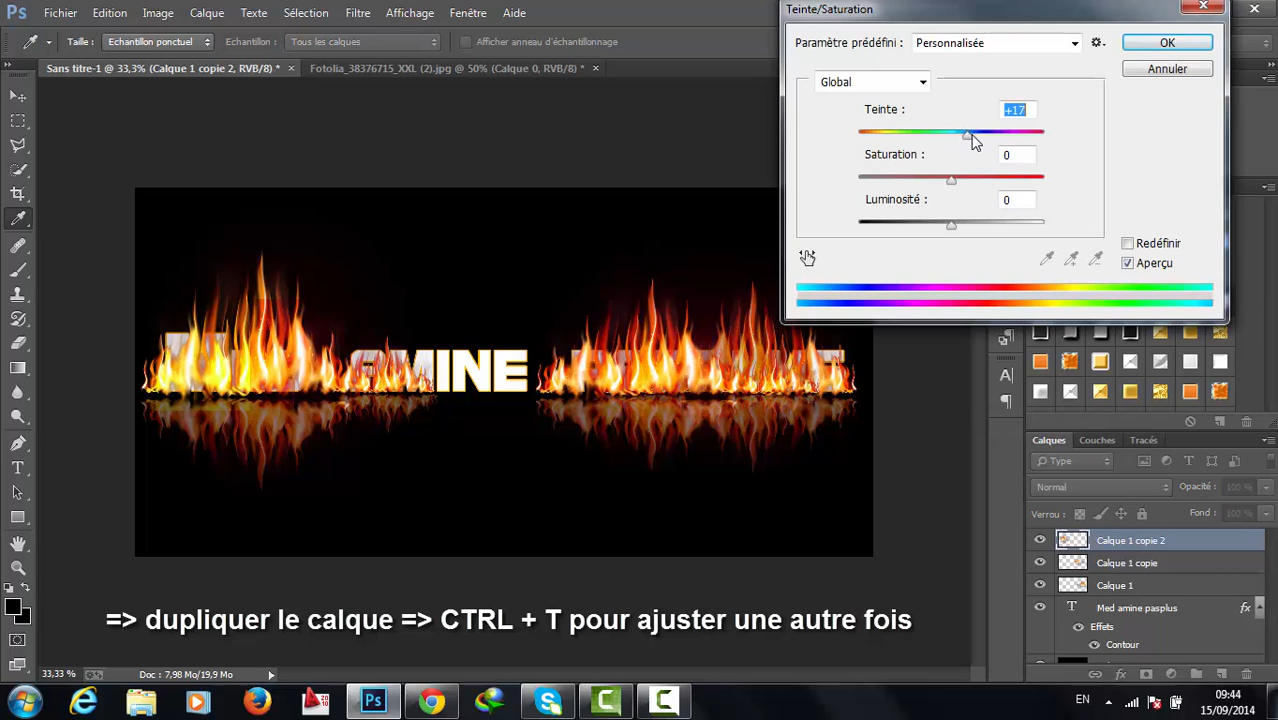 Ps Fichier Edition Image Calque Texte Sélection Filtre Affichage Fenêtre Aide
Taille : Echantillon ponctuel Echantillon : Tous les calques Afficher anneau d'échantillonnage
Sans titre-1 @ 33,3% (Calque 1 copie 2, RVB/8) * × Fotolia_38376715_XXL (2).jpg @ 50% (Calque 0, RVB/8) * ×
Teinte/Saturation
Paramètre prédéfini : Personnalisée
OK
Annuler
Global
Teinte : +17
Saturation : 0
Luminosité : 0
Redéfinir
Aperçu
AMINE
=> dupliquer le calque => CTRL + T pour ajuster une autre fois
Calques Couches Tracés
Type
Normal Opacité : 100 %
Verrou : Fond : 100 %
Calque 1 copie 2
Calque 1 copie
Calque 1
T Med amine pasplus fx
Effets
Contour
33,33 % Doc : 7,98 Mo/19,9 Mo
EN
09:44
15/09/2014